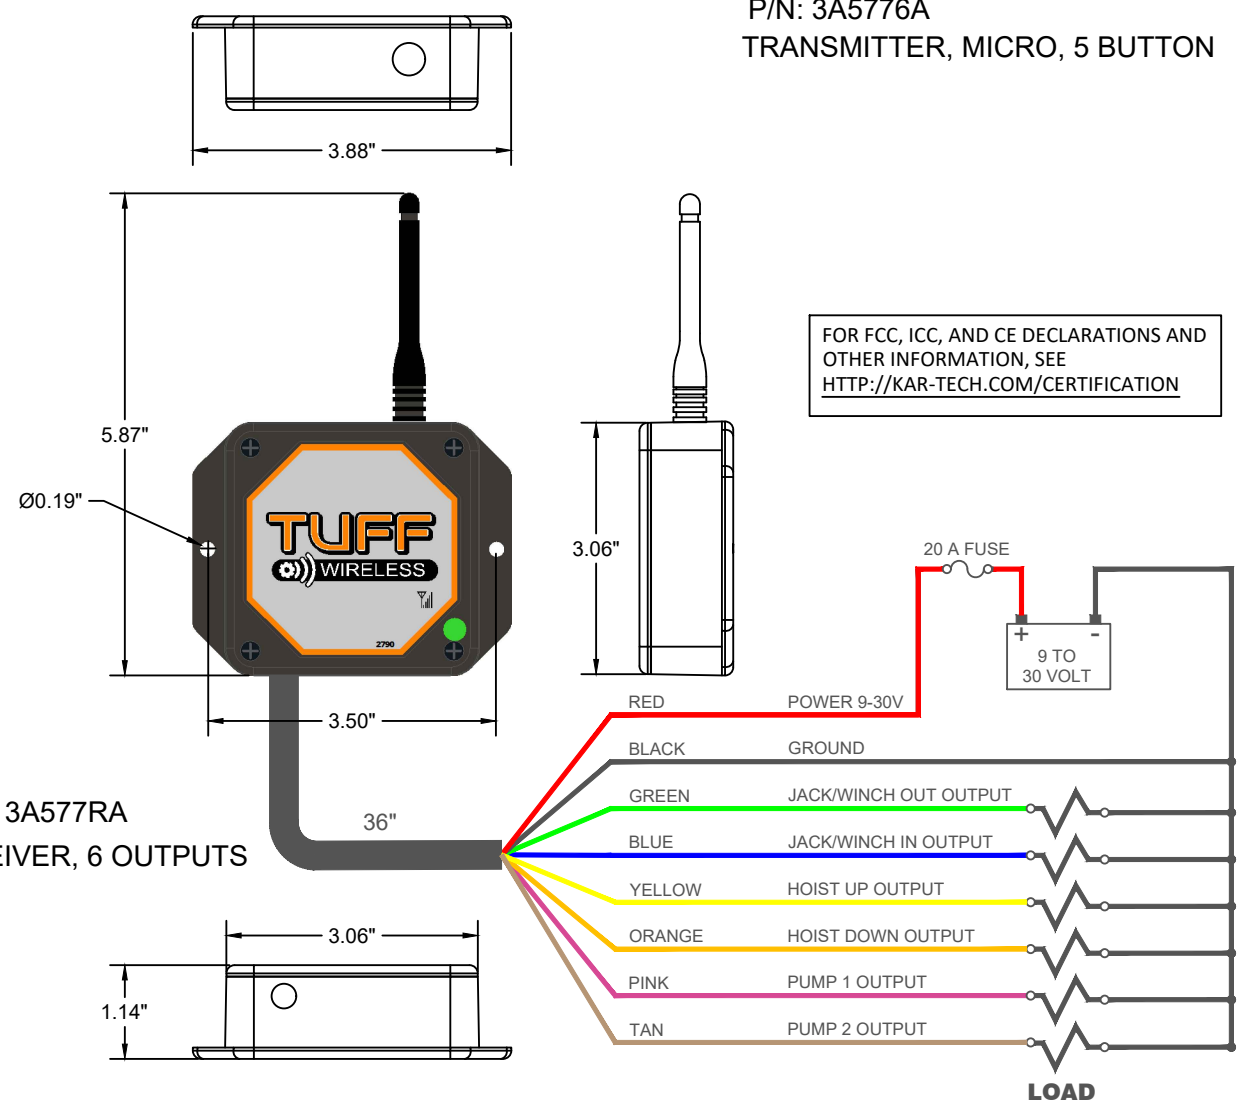 P/N: 3A5776A
TRANSMITTER, MICRO, 5 BUTTON
3.88"
FOR FCC, ICC, AND CE DECLARATIONS AND
OTHER INFORMATION, SEE
HTTP://KAR-TECH.COM/CERTIFICATION
5.87"
Ø0.19"
TUFF
WIRELESS
2790
3.06"
3.50"
20 A FUSE
+ -
9 TO
30 VOLT
RED POWER 9-30V
BLACK GROUND
GREEN JACK/WINCH OUT OUTPUT
BLUE JACK/WINCH IN OUTPUT
YELLOW HOIST UP OUTPUT
ORANGE HOIST DOWN OUTPUT
PINK PUMP 1 OUTPUT
TAN PUMP 2 OUTPUT
LOAD
3A577RA
EIVER, 6 OUTPUTS
36"
3.06"
1.14"